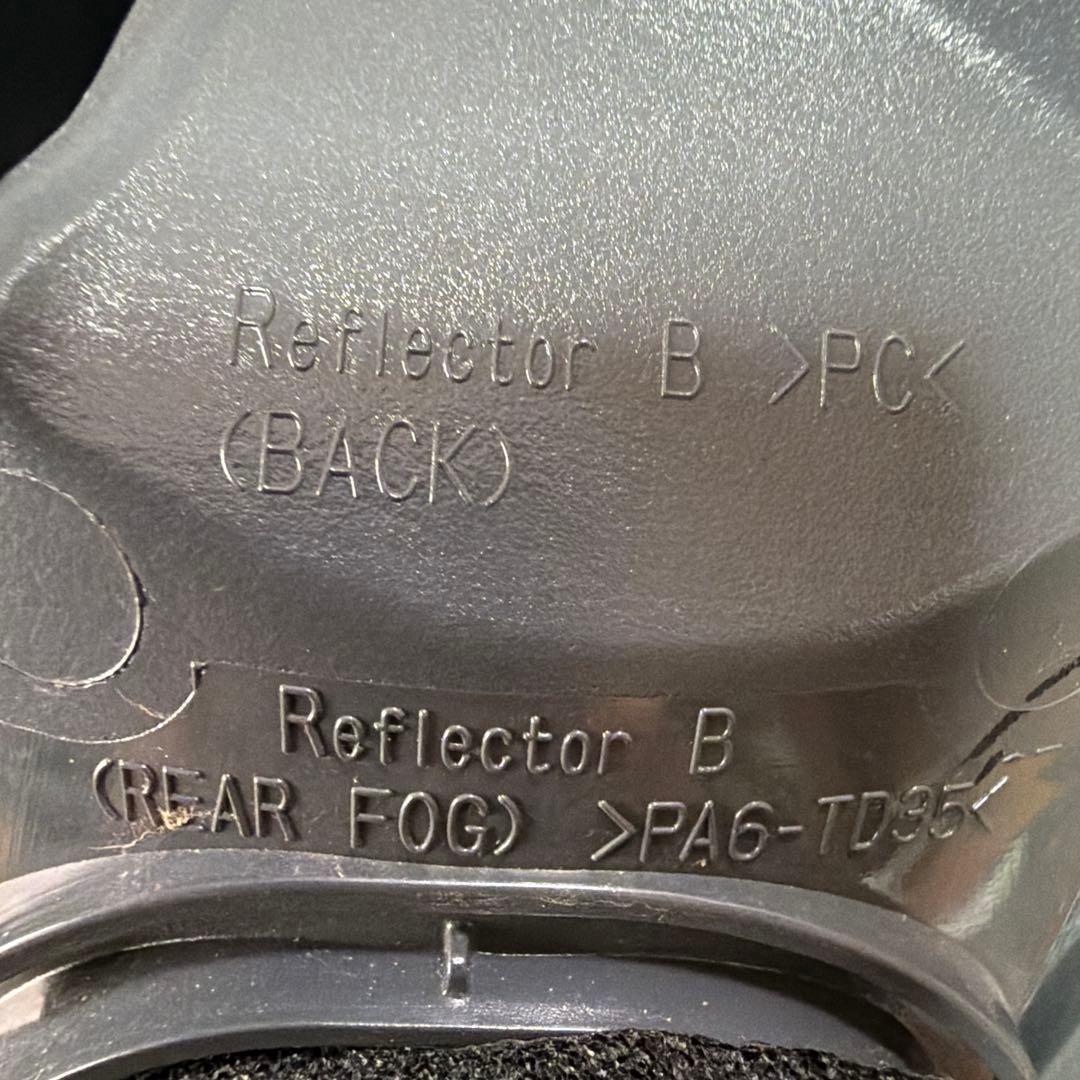 Reflector B >PC<
(BACK)
Reflector B
(REAR FOG) >PA6-TD35<